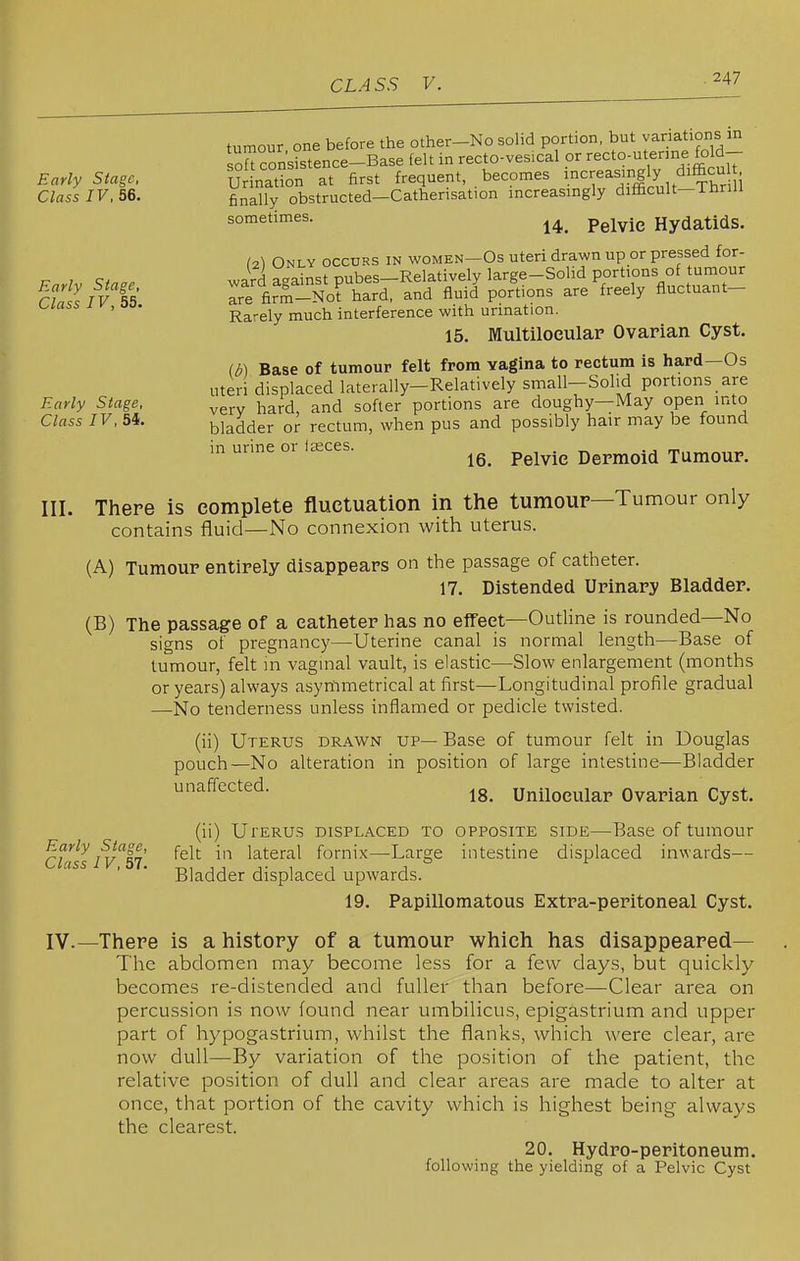 CLASS V.
247
tumour, one before the other—No solid portion, but variations in
soft consistence—Base felt in recto-vesical or recto-uterine fold—
Early Stage,
Urination at first frequent, becomes increasingly difficult,
Class IV, 56.
finally obstructed—Catherisation increasingly difficult—Thrill
sometimes.
14. Pelvic Hydatids.
(2) ONLY OCCURS IN WOMEN—Os uteri drawn up or pressed for-
ward against pubes—Relatively large—Solid portions of tumour
Early Stage,
Class IV, 55.
are firm—Not hard, and fluid portions are freely fluctuant—
Rarely much interference with urination.
15. Multilocular Ovarian Cyst.
(b) Base of tumour felt from vagina to rectum is hard—Os
uteri displaced laterally—Relatively small—Solid portions are
Early Stage,
very hard, and softer portions are doughy—May open into
Class IV, 54.
bladder or rectum, when pus and possibly hair may be found
in urine or fæces.
16. Pelvic Dermoid Tumour.
III. There is complete fluctuation in the tumour—Tumour only
contains fluid—No connexion with uterus.
(A) Tumour entirely disappears on the passage of catheter.
17. Distended Urinary Bladder.
(B) The passage of a catheter has no effect—Outline is rounded—No
signs of pregnancy—Uterine canal is normal length—Base of
tumour, felt in vaginal vault, is elastic—Slow enlargement (months
or years) always asymmetrical at first—Longitudinal profile gradual
—No tenderness unless inflamed or pedicle twisted.
(ii) UTERUS DRAWN UP—Base of tumour felt in Douglas
pouch—No alteration in position of large intestine—Bladder
unaffected.
18. Unilocular Ovarian Cyst.
(ii) UTERUS DISPLACED TO OPPOSITE SIDE—Base of tumour
Early Stage,
Class IV, 57.
felt in lateral fornix—Large intestine displaced inwards—
Bladder displaced upwards.
19. Papillomatous Extra-peritoneal Cyst.
IV.—There is a history of a tumour which has disappeared—
The abdomen may become less for a few days, but quickly
becomes re-distended and fuller than before—Clear area on
percussion is now found near umbilicus, epigastrium and upper
part of hypogastrium, whilst the flanks, which were clear, are
now dull—By variation of the position of the patient, the
relative position of dull and clear areas are made to alter at
once, that portion of the cavity which is highest being always
the clearest.
20. Hydro-peritoneum.
following the yielding of a Pelvic Cyst